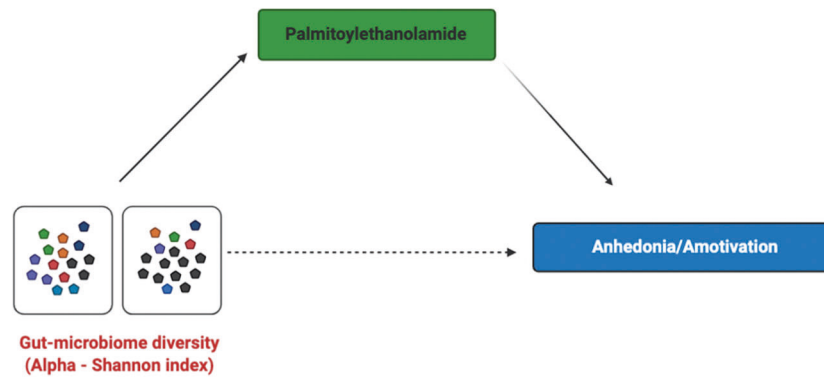 Palmitoylethanolamide
Anhedonia/Amotivation
Gut-microbiome diversity
(Alpha - Shannon index)